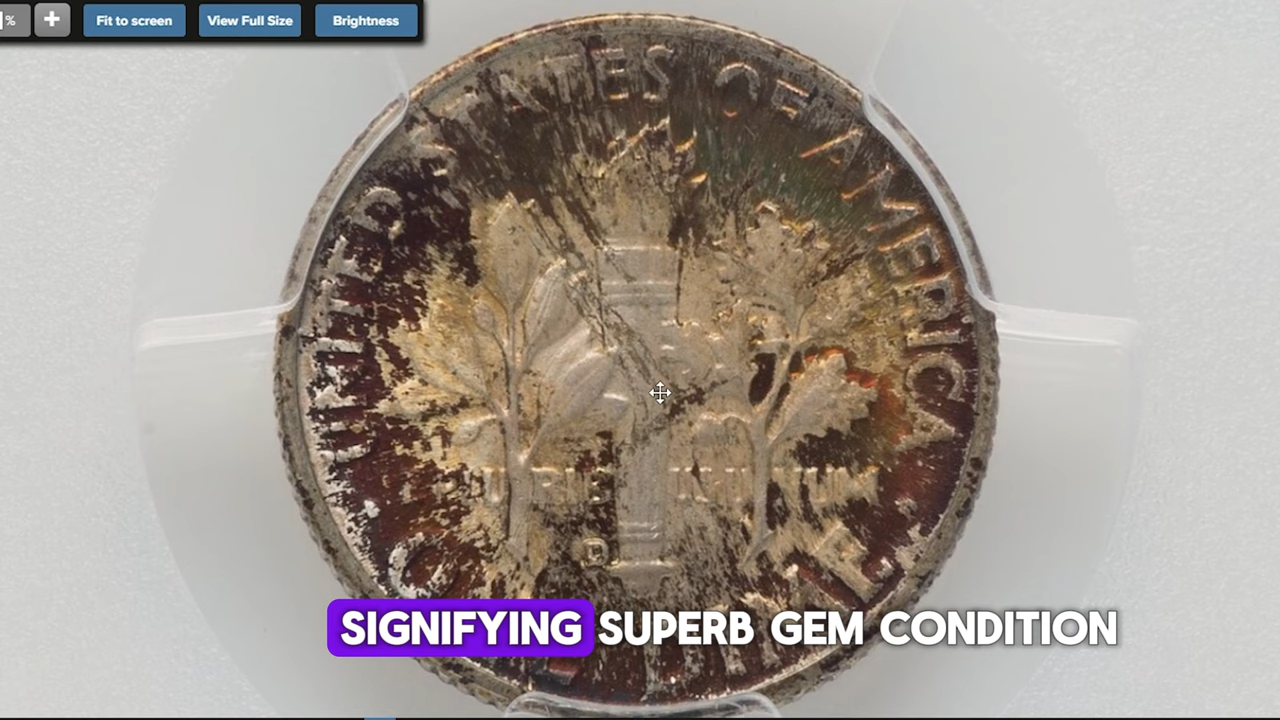 % + Fit to screen View Full Size Brightness
UNITED STATES OF AMERICA
D
SIGNIFYING SUPERB GEM CONDITION